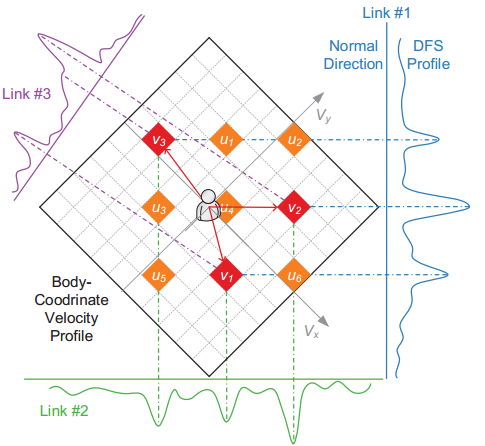 Link #1
Normal
Direction
DFS
Profile
Link #3
V_y
v_3
u_1
u_2
u_3
u_4
v_2
u_5
v_1
u_6
Body-
Coodrinate
Velocity
Profile
V_x
Link #2